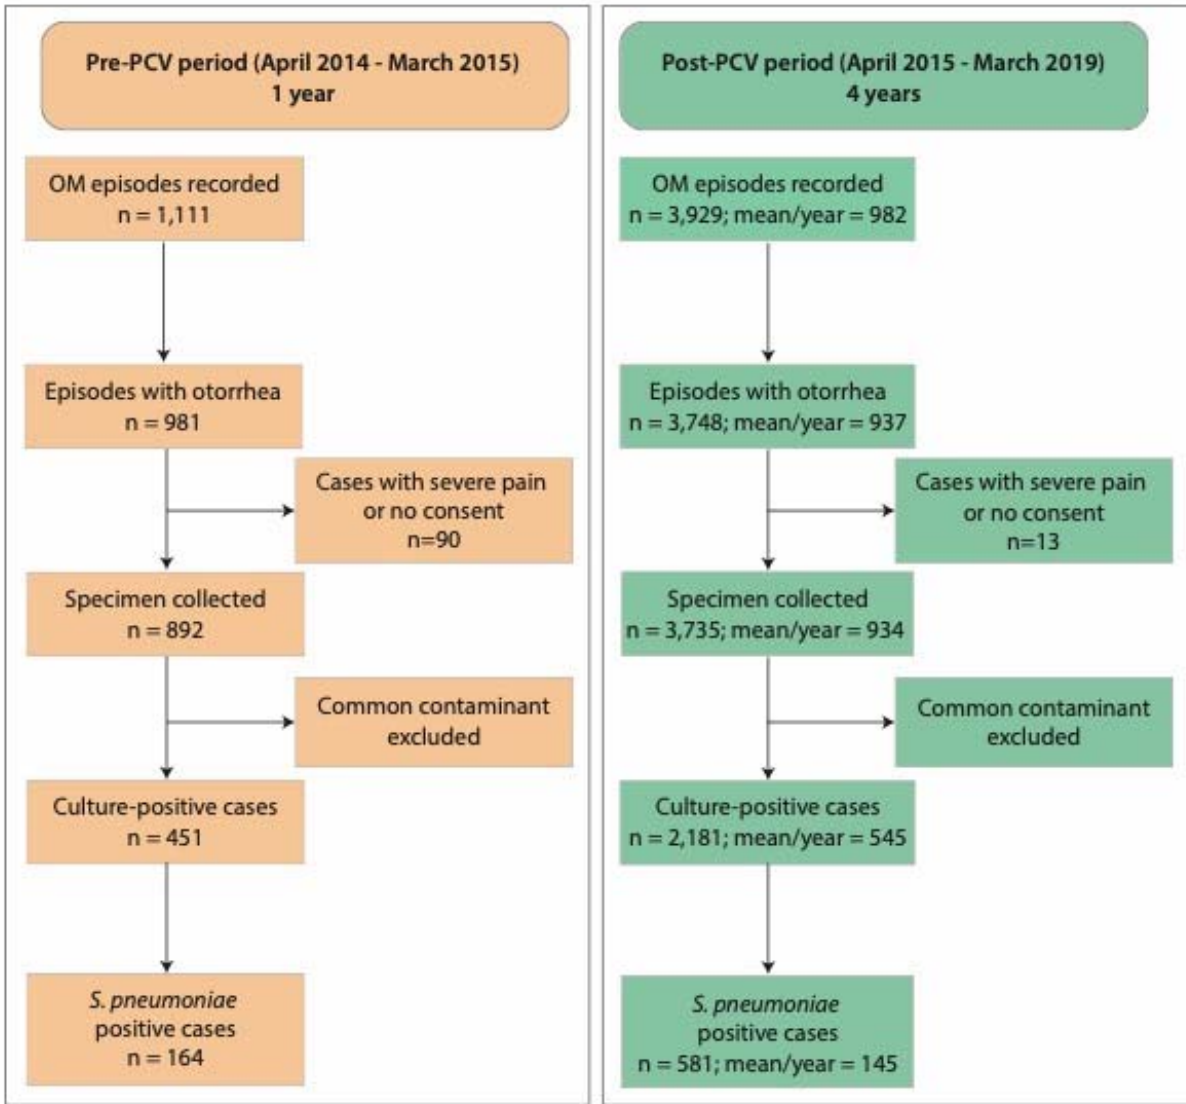 Pre-PCV period (April 2014 - March 2015)
1 year
OM episodes recorded
n = 1,111
Episodes with otorrhea
n = 981
Cases with severe pain
or no consent
n=90
Specimen collected
n = 892
Common contaminant
excluded
Culture-positive cases
n = 451
S. pneumoniae
positive cases
n = 164
Post-PCV period (April 2015 - March 2019)
4 years
OM episodes recorded
n = 3,929; mean/year = 982
Episodes with otorrhea
n = 3,748; mean/year = 937
Cases with severe pain
or no consent
n=13
Specimen collected
n = 3,735; mean/year = 934
Common contaminant
excluded
Culture-positive cases
n = 2,181; mean/year = 545
S. pneumoniae
positive cases
n = 581; mean/year = 145